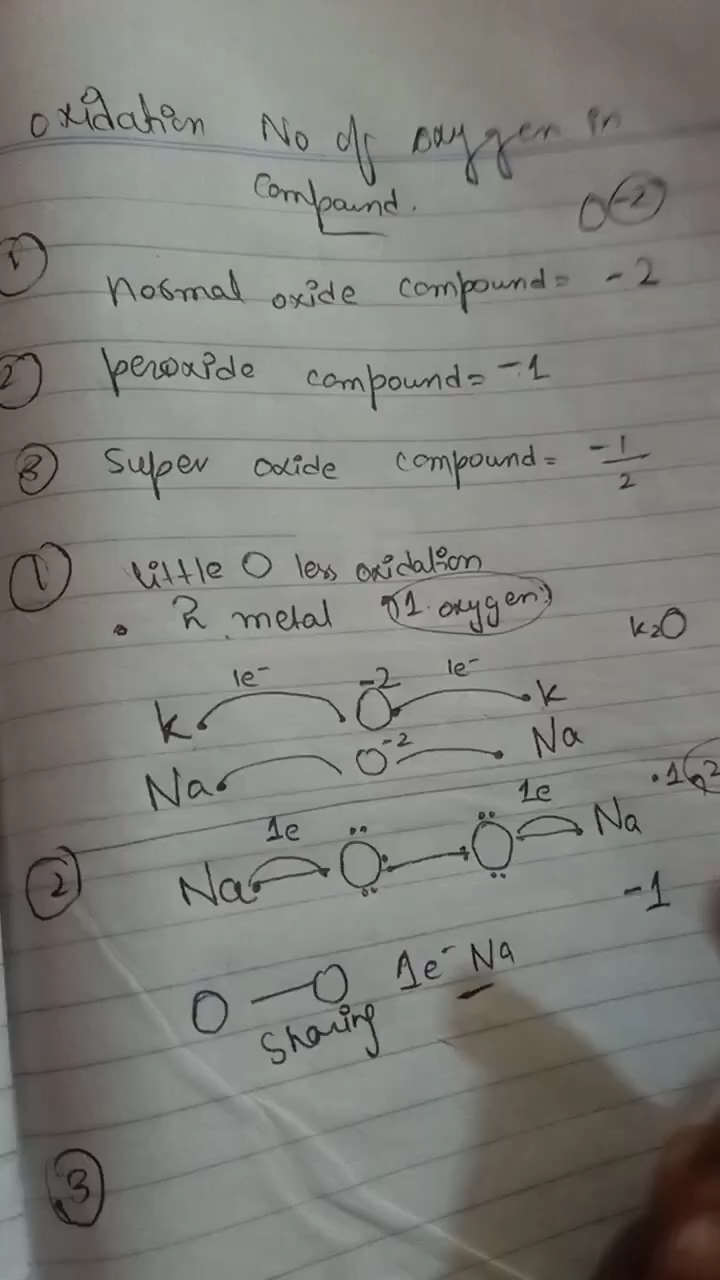 Oxidation No of oxygen in
compound.
O -2
① normal oxide compound = -2
② peroxide compound = -1
③ Super oxide compound = -1/2
① little O less oxidation
• 2 metal 1 oxygen
K₂O
K 1e⁻ O⁻² 1e⁻ K
Na O⁻² Na
② Na 1e O O 1e Na
-1
O — O 1e⁻ Na
Sharing
③